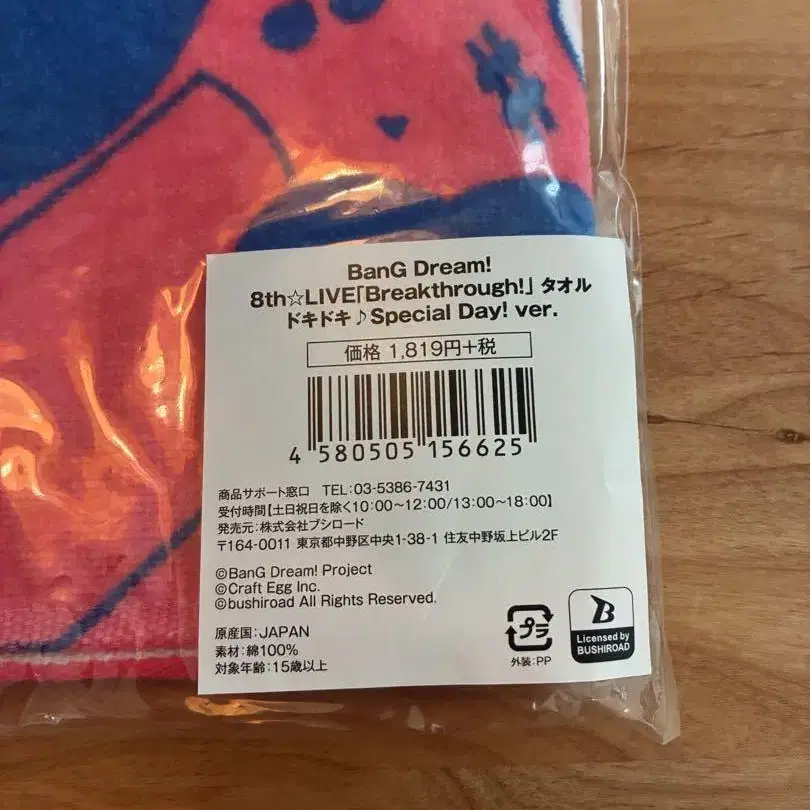 BanG Dream!
8th☆LIVE「Breakthrough!」タオル
ドキドキ♪Special Day! ver.
価格 1,819円+税
4 580505 156625
商品サポート窓口 TEL:03-5386-7431
受付時間【土日祝日を除く10:00～12:00/13:00～18:00】
発売元:株式会社ブシロード
〒164-0011 東京都中野区中央1-38-1 住友中野坂上ビル2F
©BanG Dream! Project
©Craft Egg Inc.
©bushiroad All Rights Reserved.
原産国:JAPAN
素材:綿100%
対象年齢:15歳以上
プラ
外装:PP
B
Licensed by
BUSHIROAD